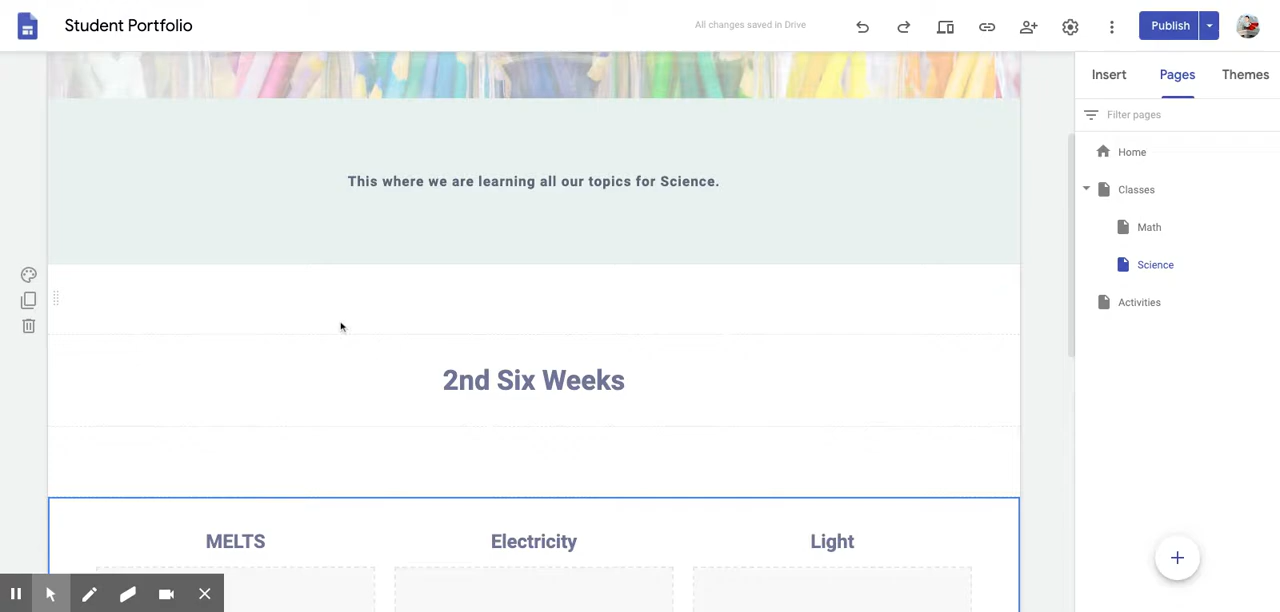 Student Portfolio
All changes saved in Drive
Publish
Insert
Pages
Themes
Filter pages
Home
Classes
Math
Science
Activities
This where we are learning all our topics for Science.
2nd Six Weeks
MELTS
Electricity
Light